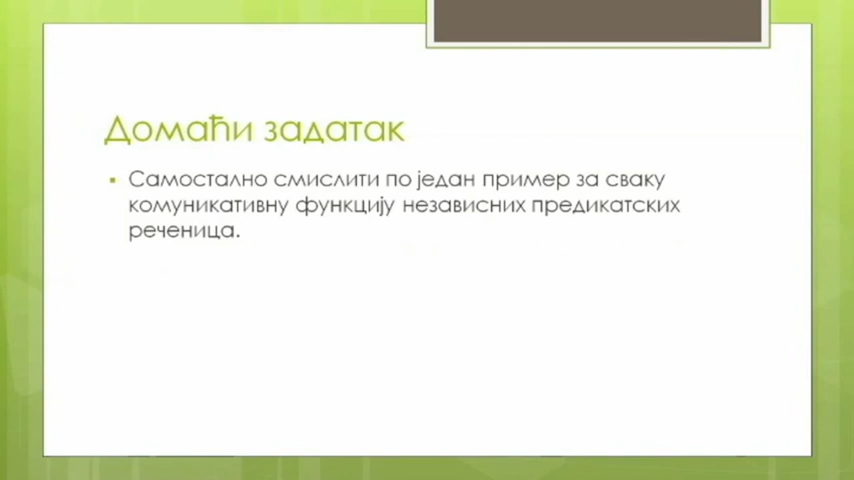 Домаћи задатак
Самостално смислити по један пример за сваку
комуникативну функцију независних предикатских
реченица.